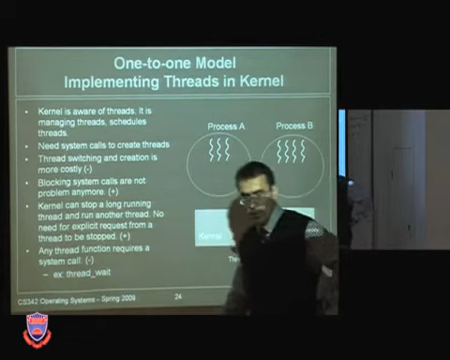 One-to-one Model
Implementing Threads in Kernel
• Kernel is aware of threads. It is
managing threads, schedules
threads.
• Need system calls to create threads
• Thread switching and creation is
more costly (-)
• Blocking system calls are not
problem anymore. (+)
• Kernel can stop a long running
thread and run another thread. No
need for explicit request from a
thread to be stopped. (+)
• Any thread function requires a
system call. (-)
– ex: thread_wait
Process A
Process B
Kernel
CS342 Operating Systems - Spring 2009
24